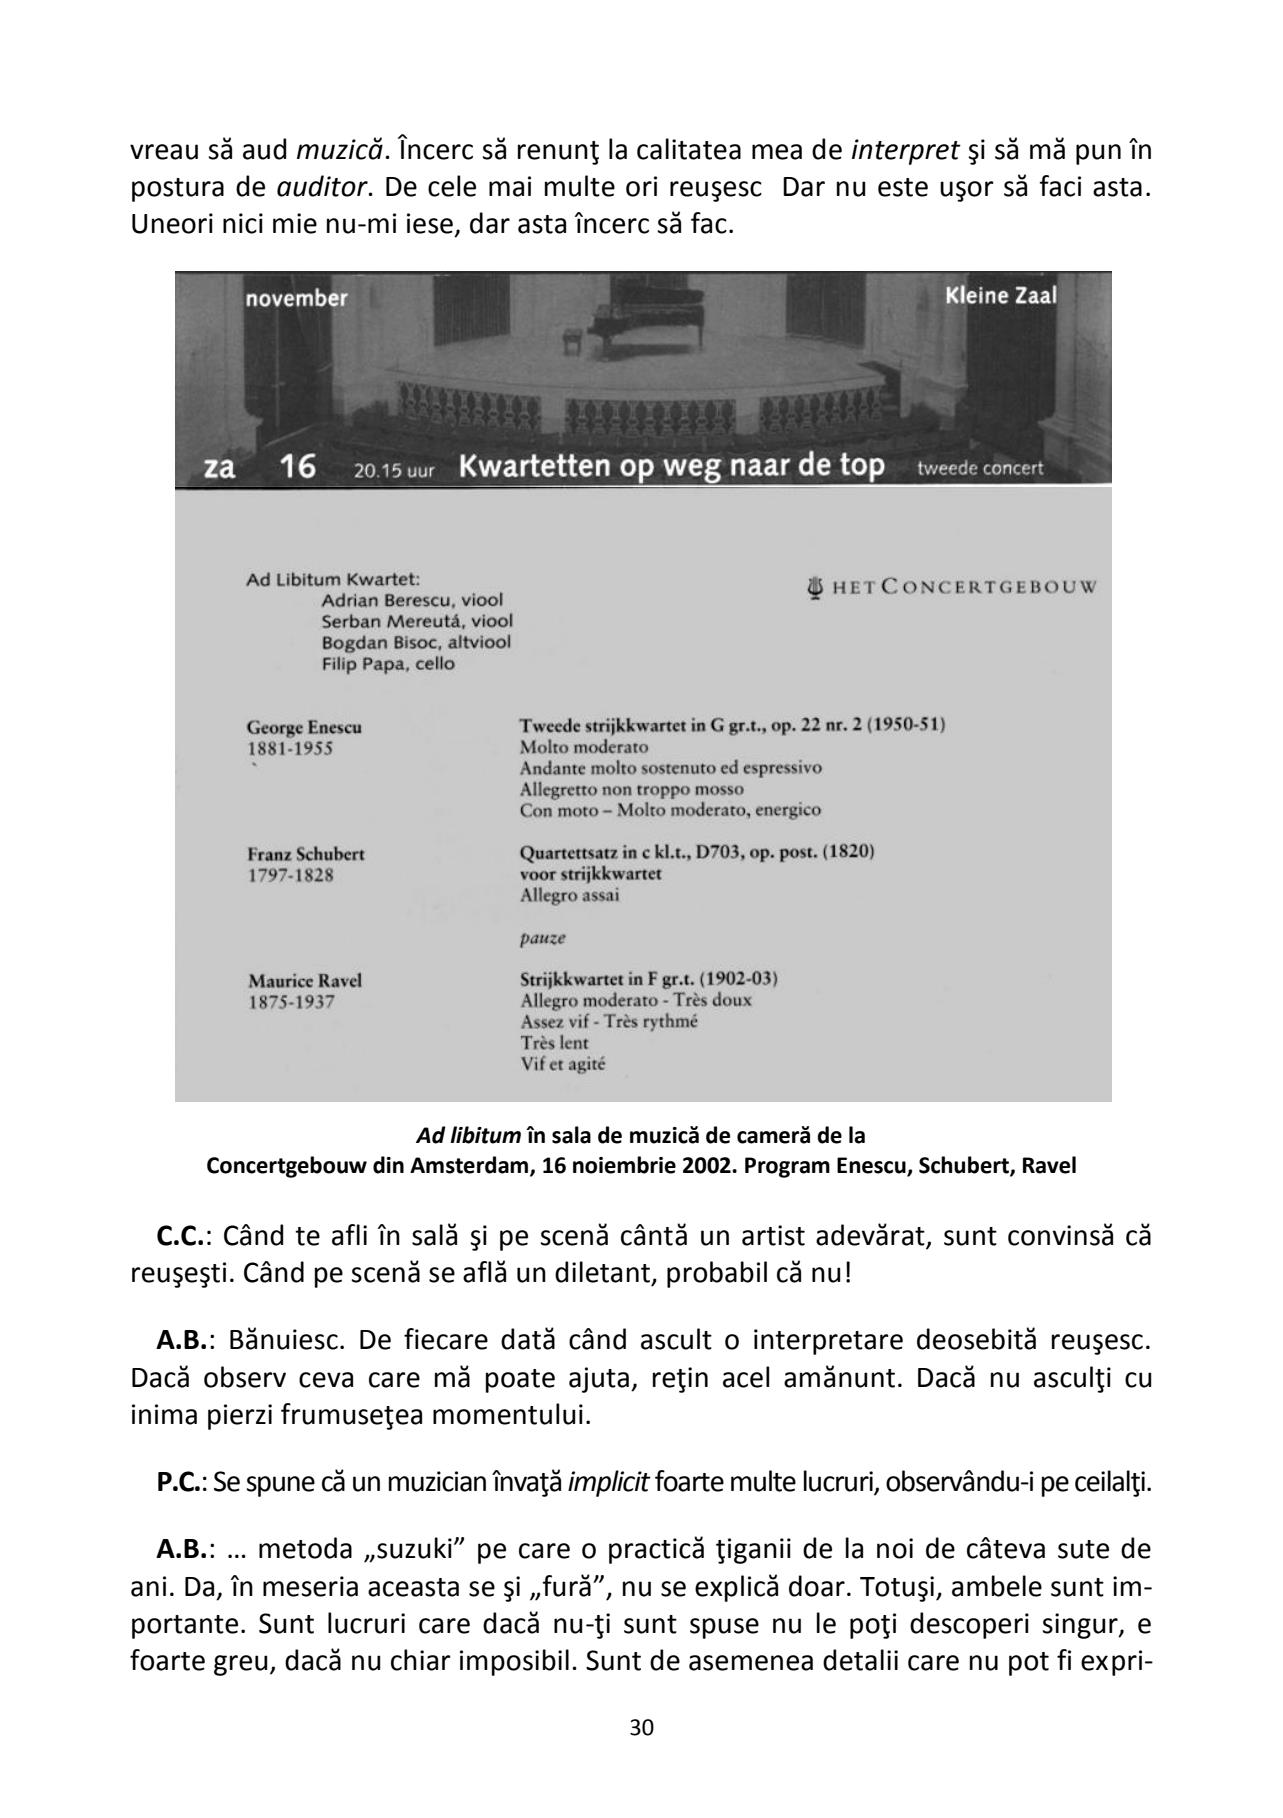 vreau să aud muzică. Încerc să renunţ la calitatea mea de interpret şi să mă pun în
postura de auditor. De cele mai multe ori reuşesc  Dar nu este uşor să faci asta.
Uneori nici mie nu-mi iese, dar asta încerc să fac.
november
Kleine Zaal
za 16 20.15 uur Kwartetten op weg naar de top tweede concert
Ad Libitum Kwartet:
HET CONCERTGEBOUW
Adrian Berescu, viool
Serban Mereutá, viool
Bogdan Bisoc, altviool
Filip Papa, cello
George Enescu
1881-1955
Tweede strijkkwartet in G gr.t., op. 22 nr. 2 (1950-51)
Molto moderato
Andante molto sostenuto ed espressivo
Allegretto non troppo mosso
Con moto – Molto moderato, energico
Franz Schubert
1797-1828
Quartettsatz in c kl.t., D703, op. post. (1820)
voor strijkkwartet
Allegro assai
pauze
Maurice Ravel
1875-1937
Strijkkwartet in F gr.t. (1902-03)
Allegro moderato - Très doux
Assez vif - Très rythmé
Très lent
Vif et agité
Ad libitum în sala de muzică de cameră de la
Concertgebouw din Amsterdam, 16 noiembrie 2002. Program Enescu, Schubert, Ravel
C.C.: Când te afli în sală şi pe scenă cântă un artist adevărat, sunt convinsă că
reuşeşti. Când pe scenă se află un diletant, probabil că nu!
A.B.: Bănuiesc. De fiecare dată când ascult o interpretare deosebită reuşesc.
Dacă observ ceva care mă poate ajuta, reţin acel amănunt. Dacă nu asculţi cu
inima pierzi frumuseţea momentului.
P.C.: Se spune că un muzician învaţă implicit foarte multe lucruri, observându-i pe ceilalţi.
A.B.: … metoda „suzuki” pe care o practică ţiganii de la noi de câteva sute de
ani. Da, în meseria aceasta se şi „fură”, nu se explică doar. Totuşi, ambele sunt im-
portante. Sunt lucruri care dacă nu-ţi sunt spuse nu le poţi descoperi singur, e
foarte greu, dacă nu chiar imposibil. Sunt de asemenea detalii care nu pot fi expri-
30